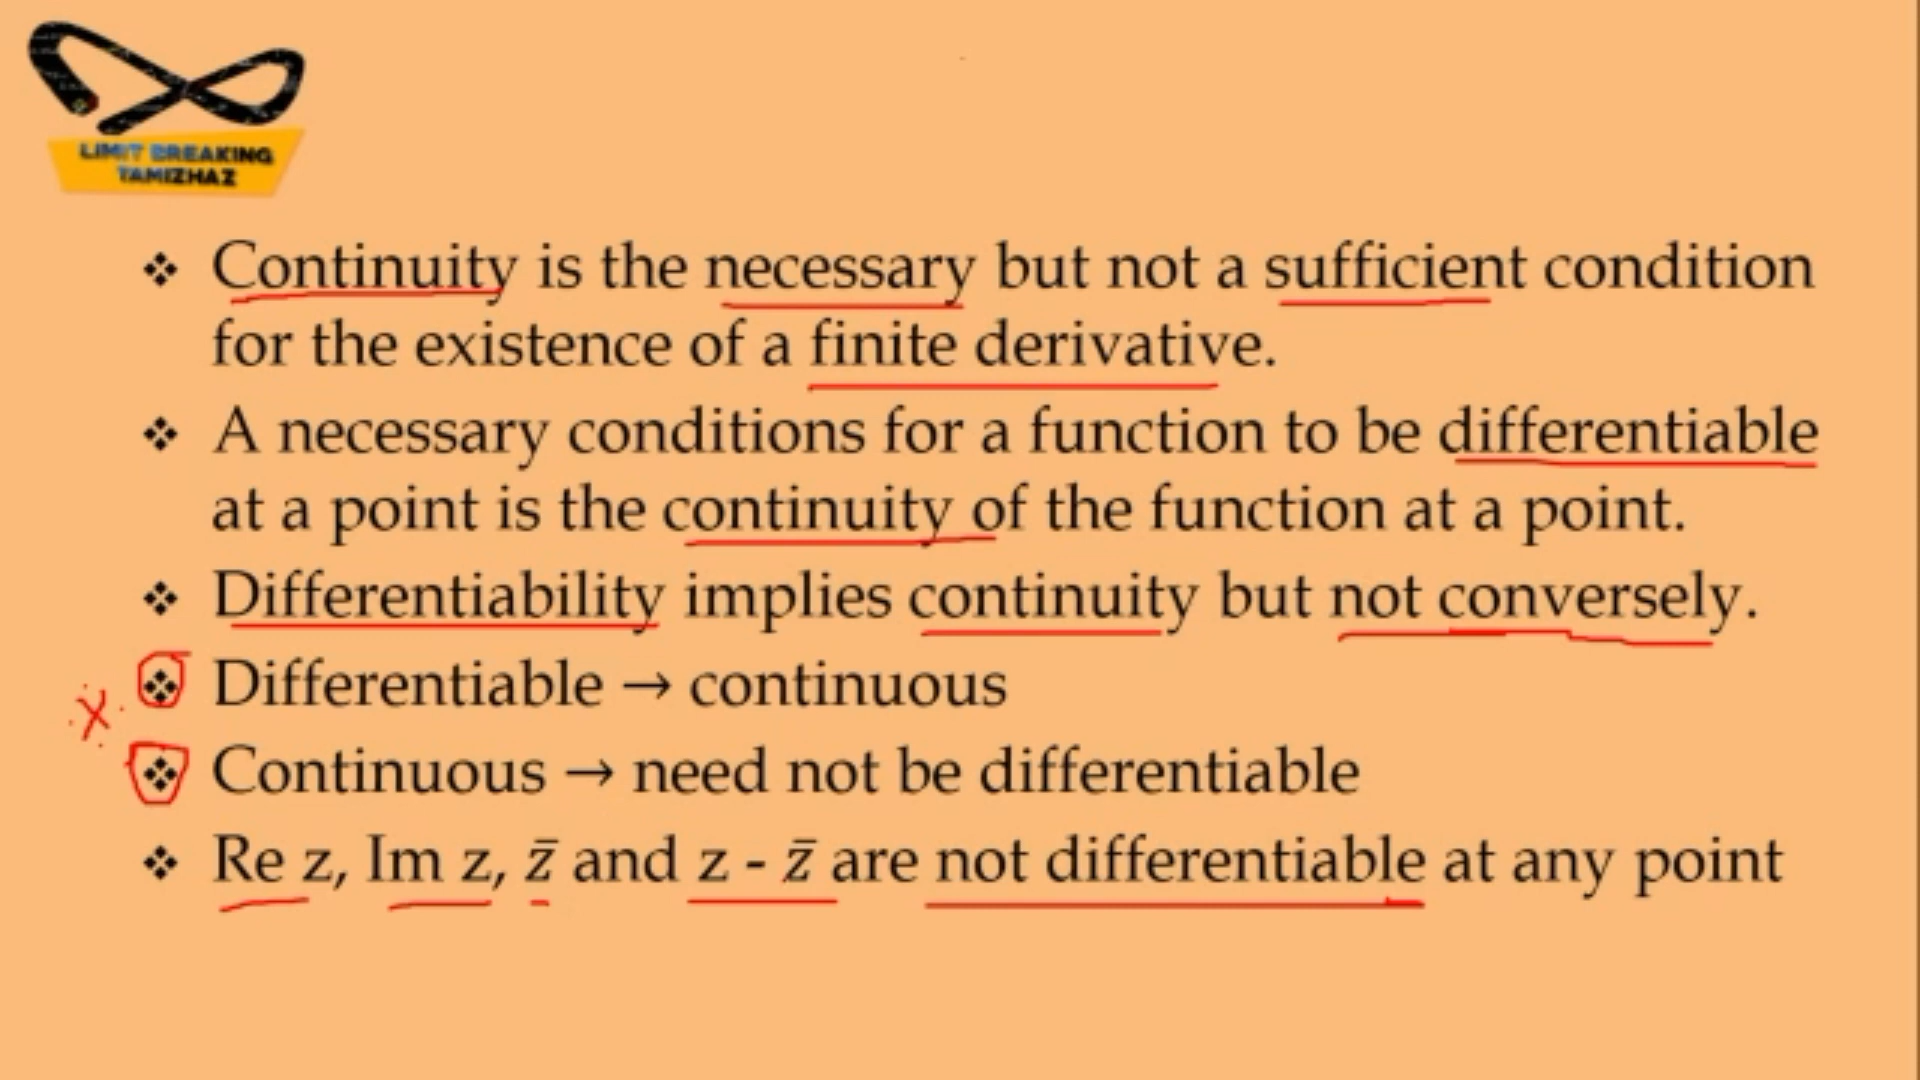 LIMIT BREAKING
TAMIZHAZ
❖ Continuity is the necessary but not a sufficient condition
for the existence of a finite derivative.
❖ A necessary conditions for a function to be differentiable
at a point is the continuity of the function at a point.
❖ Differentiability implies continuity but not conversely.
❖ Differentiable → continuous
❖ Continuous → need not be differentiable
❖ Re z, Im z, z̄ and z - z̄ are not differentiable at any point